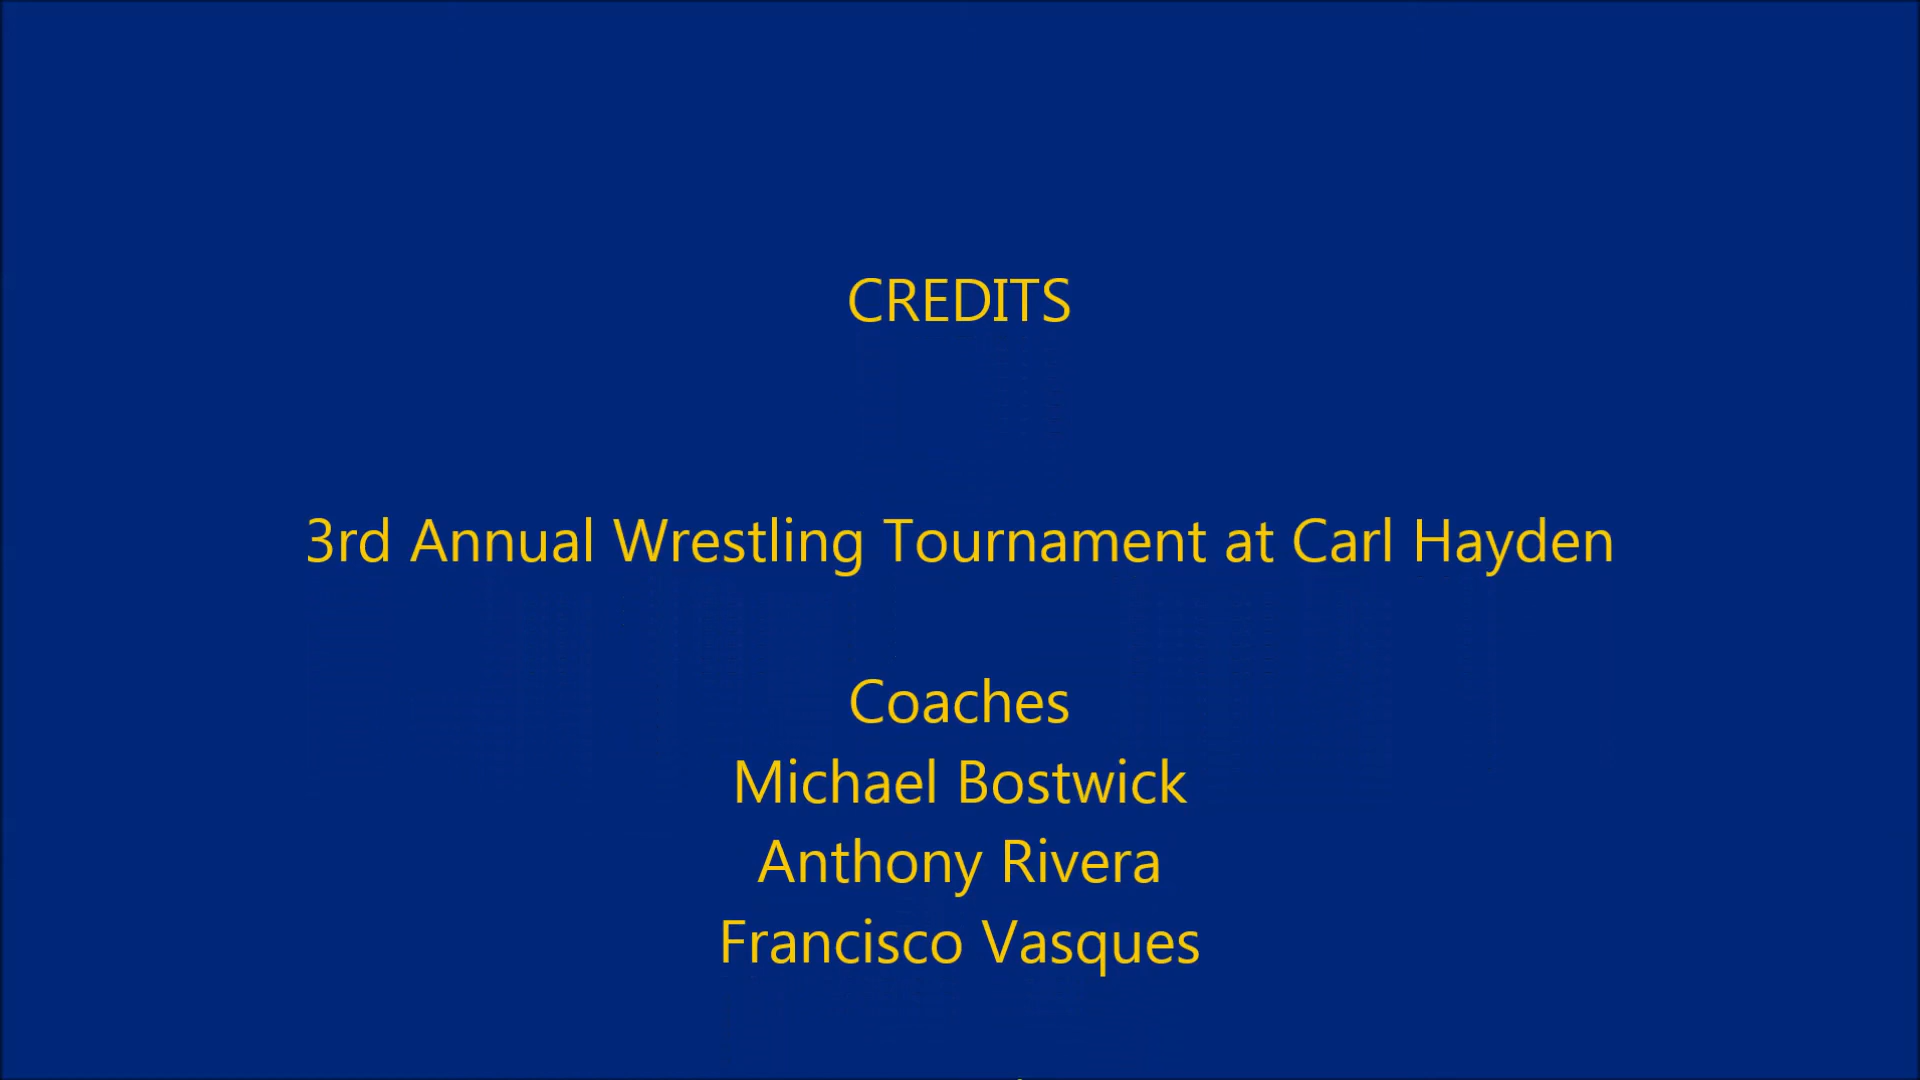 CREDITS
3rd Annual Wrestling Tournament at Carl Hayden
Coaches
Michael Bostwick
Anthony Rivera
Francisco Vasques